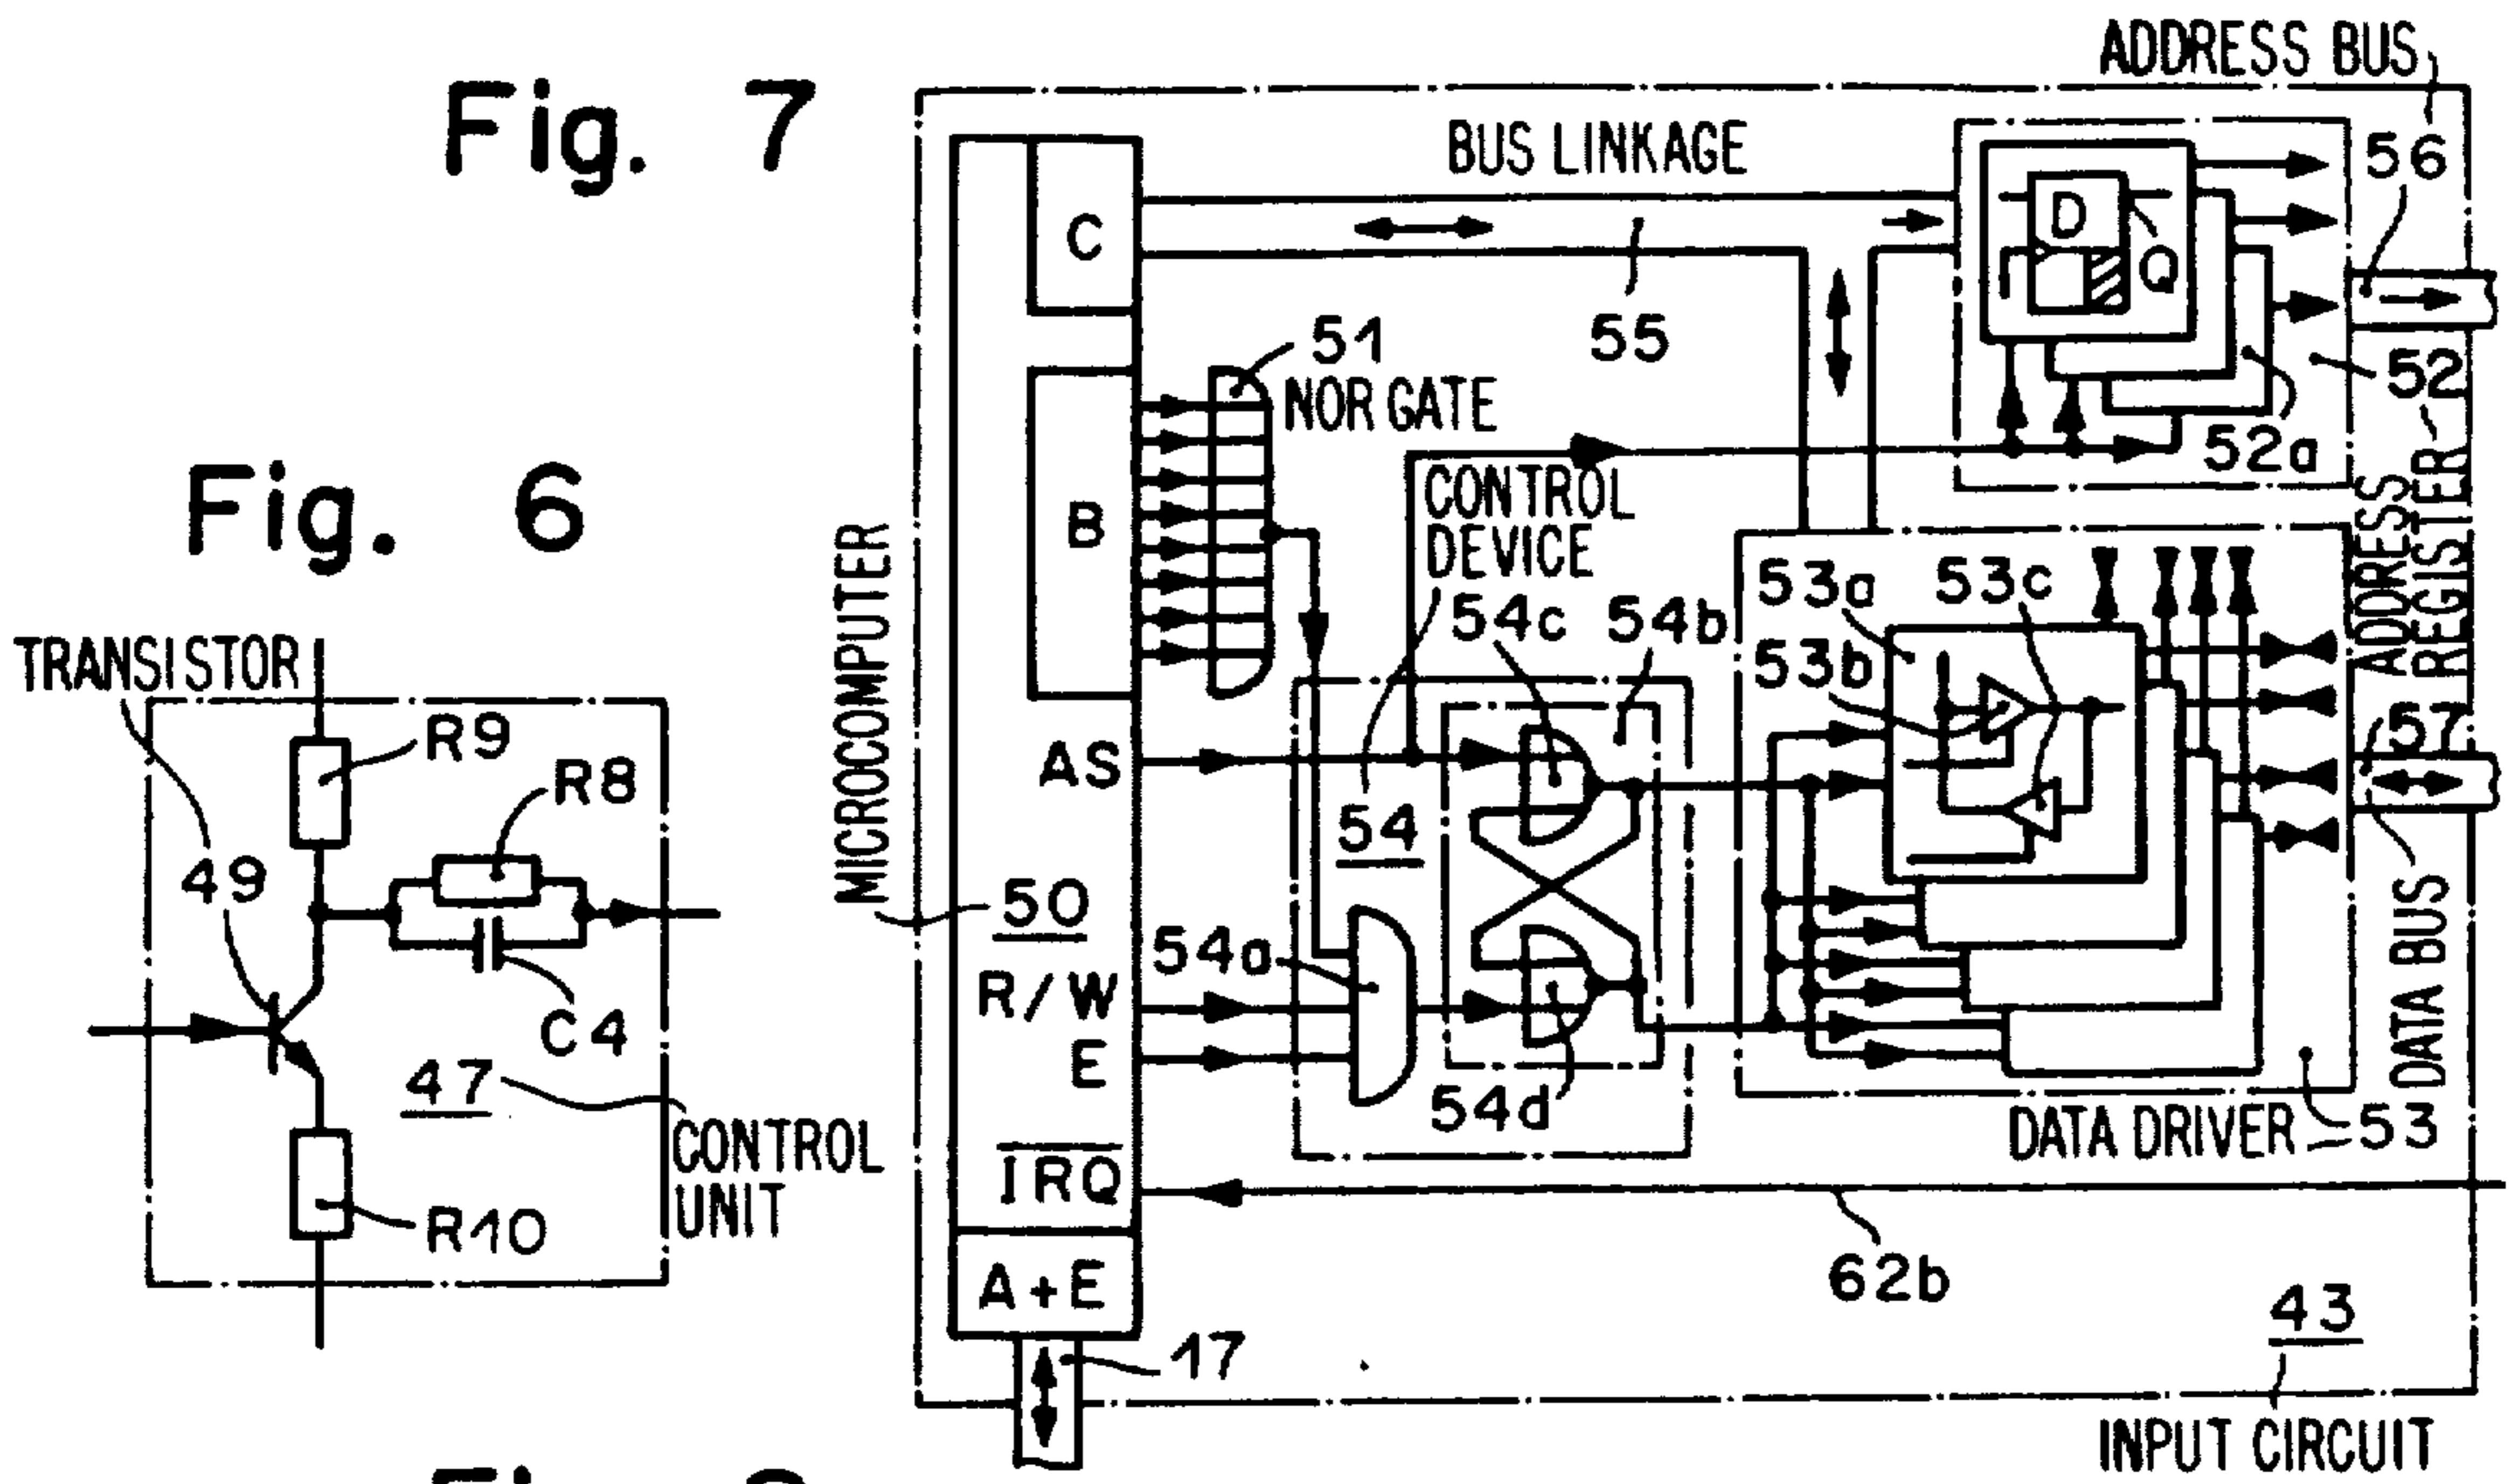 Fig. 7
ADDRESS BUS
56
BUS LINKAGE
C
D
Q
55
52
52a
ADDRESS REGISTER
51
NOR GATE
B
CONTROL
DEVICE
54c
54b
53a
53c
53b
57
MICROCOMPUTER
AS
54
50
54a
R/W
E
54d
DATA BUS
DATA DRIVER
53
IRQ
62b
A+E
17
43
INPUT CIRCUIT
Fig. 6
TRANSISTOR
R9
R8
49
C4
47
CONTROL
UNIT
R10